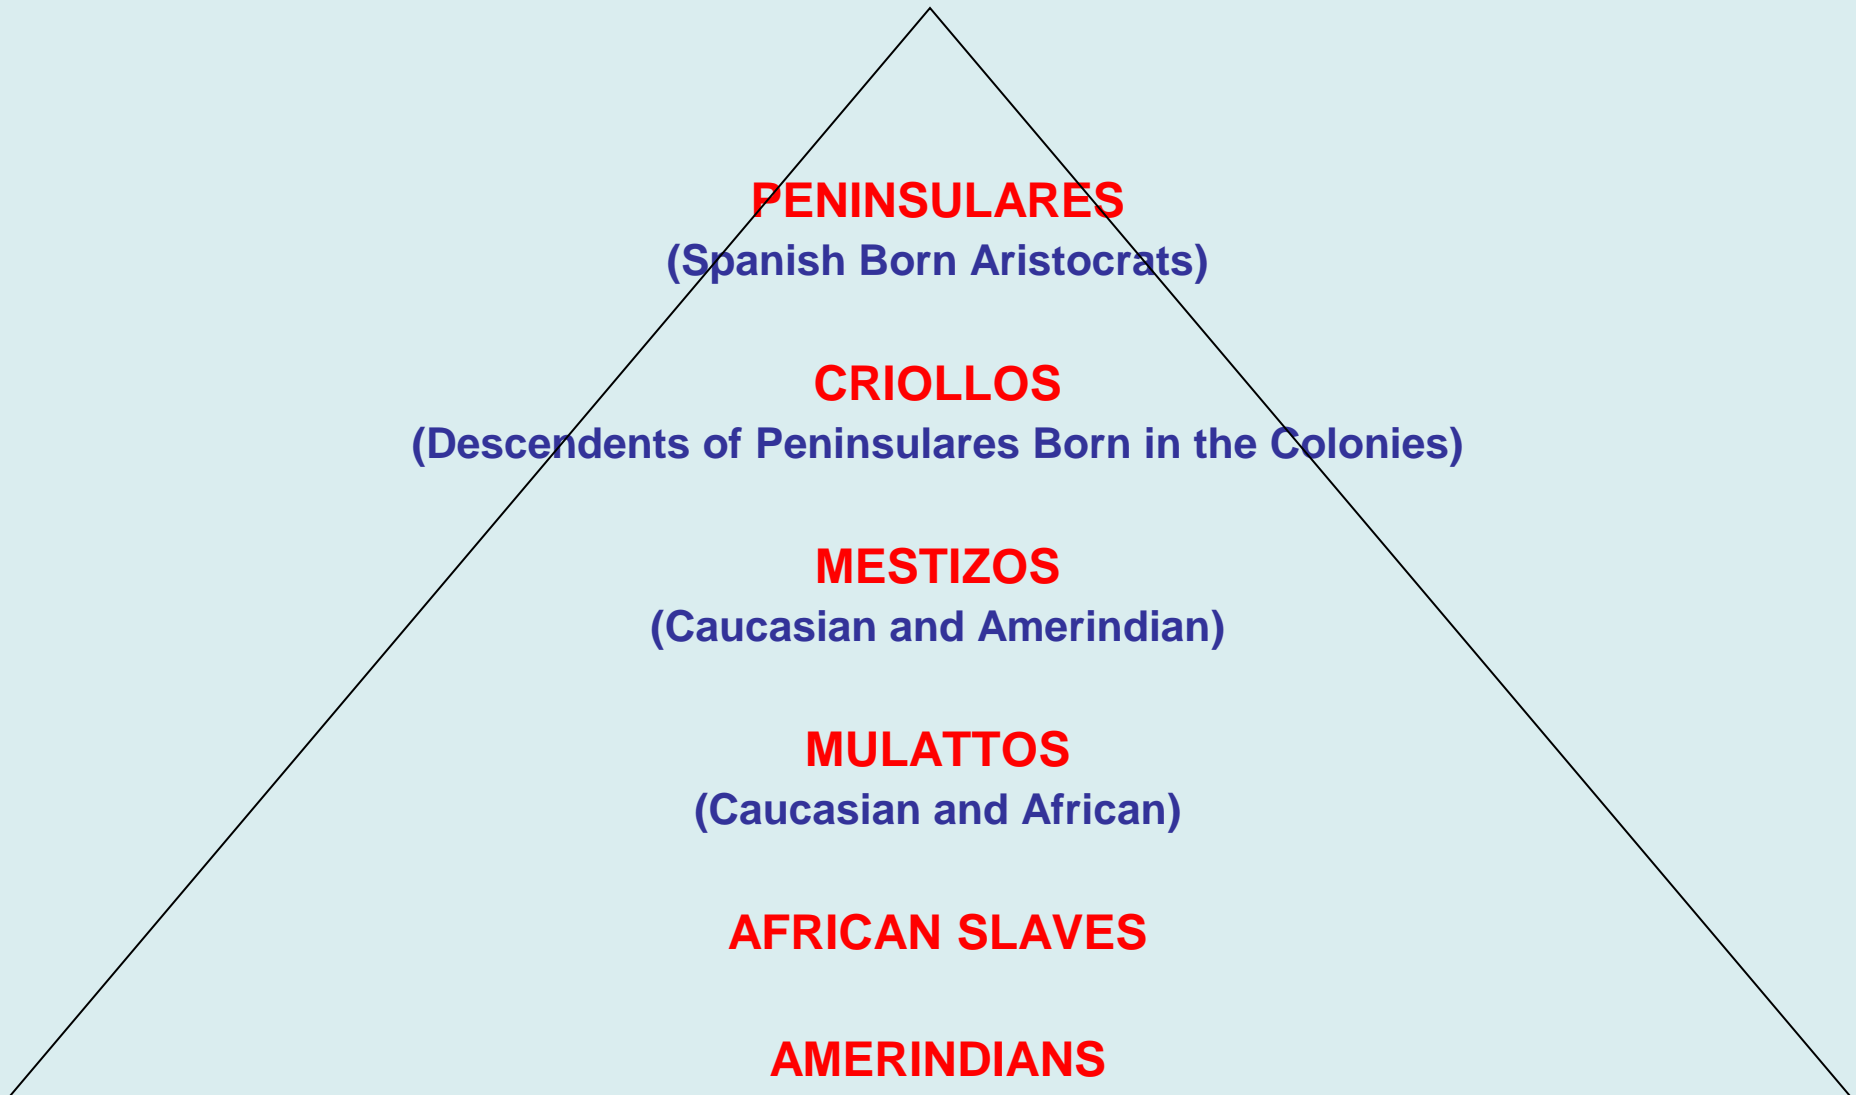 PENINSULARES
(Spanish Born Aristocrats)
CRIOLLOS
(Descendents of Peninsulares Born in the Colonies)
MESTIZOS
(Caucasian and Amerindian)
MULATTOS
(Caucasian and African)
AFRICAN SLAVES
AMERINDIANS